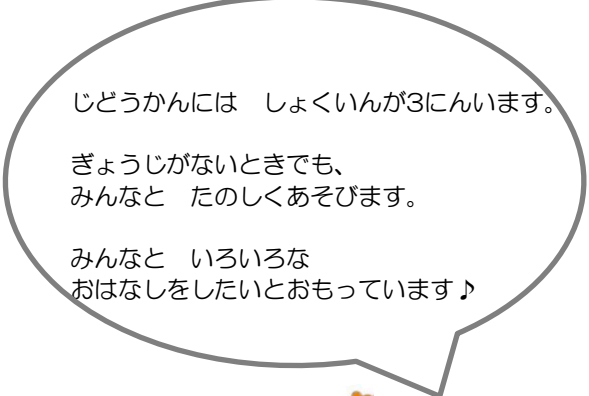 じどうかんには　しょくいんが3にんいます。
ぎょうじがないときでも、
みんなと　たのしくあそびます。
みんなと　いろいろな
おはなしをしたいとおもっています♪